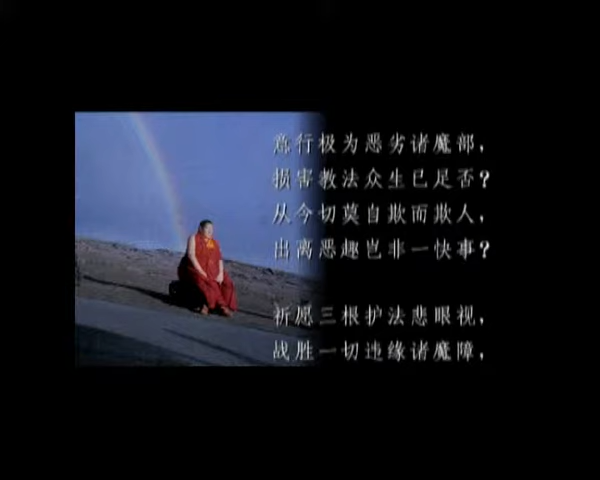 意行极为恶劣诸魔部，
损害教法众生已足否？
从今切莫自欺而欺人，
出离恶趣岂非一快事？
祈愿三根护法悲眼视，
战胜一切违缘诸魔障，